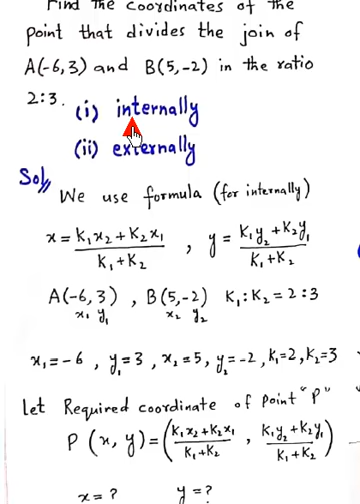 Find the coordinates of the
point that divides the join of
A(-6,3) and B(5,-2) in the ratio
2:3.
(i) internally
(ii) externally
Sol
We use formula (for internally)
x = K₁x₂+K₂x₁ / K₁+K₂ , y = K₁y₂+K₂y₁ / K₁+K₂
A(-6,3) , B(5,-2) K₁:K₂=2:3
x₁ y₁ x₂ y₂
x₁=-6, y₁=3, x₂=5, y₂=-2, K₁=2, K₂=3
let Required coordinate of point "P"
P(x,y)=(K₁x₂+K₂x₁ / K₁+K₂ , K₁y₂+K₂y₁ / K₁+K₂)
x=? y=?